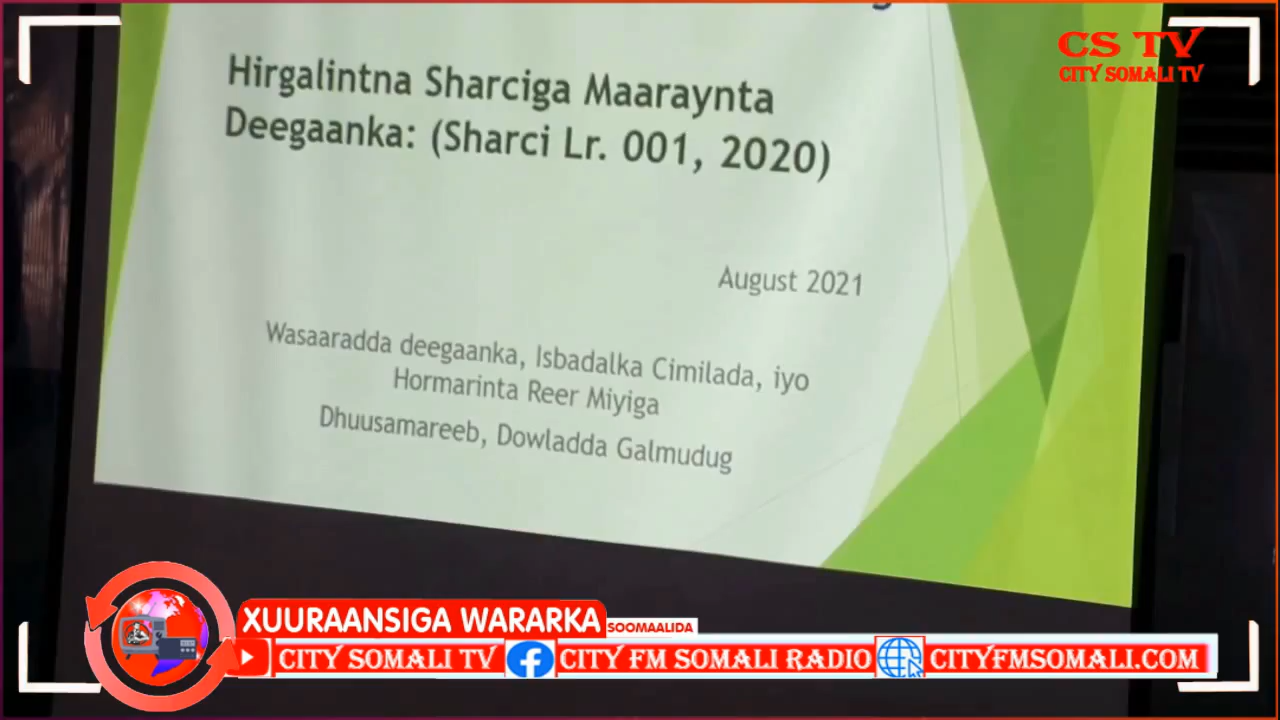 CS TV
CITY SOMALI TV
Hirgalintna Sharciga Maaraynta
Deegaanka: (Sharci Lr. 001, 2020)
August 2021
Wasaaradda deegaanka, Isbadalka Cimilada, iyo
Hormarinta Reer Miyiga
Dhuusamareeb, Dowladda Galmudug
XUURAANSIGA WARARKA
SOOMAALIDA
CITY SOMALI TV CITY FM SOMALI RADIO CITYFMSOMALI.COM